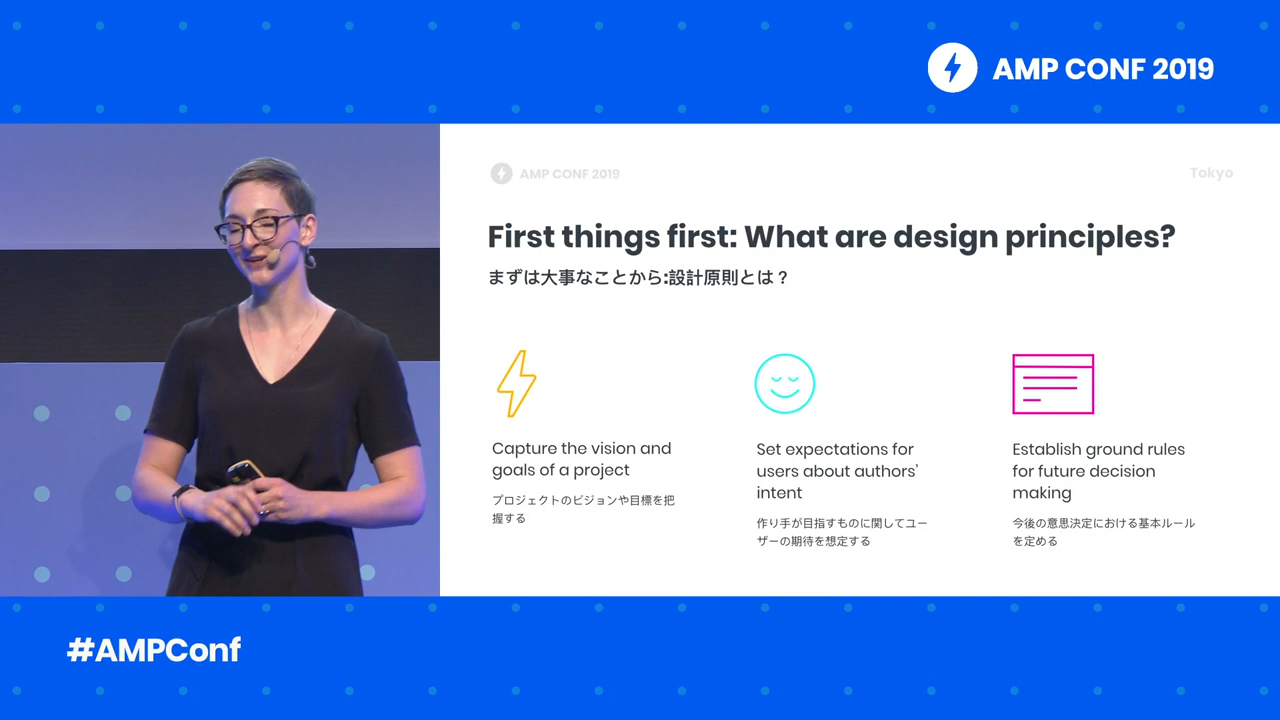 AMP CONF 2019
AMP CONF 2019
Tokyo
First things first: What are design principles?
まずは大事なことから:設計原則とは？
Capture the vision and
goals of a project
プロジェクトのビジョンや目標を把
握する
Set expectations for
users about authors’
intent
作り手が目指すものに関してユー
ザーの期待を想定する
Establish ground rules
for future decision
making
今後の意思決定における基本ルール
を定める
#AMPConf